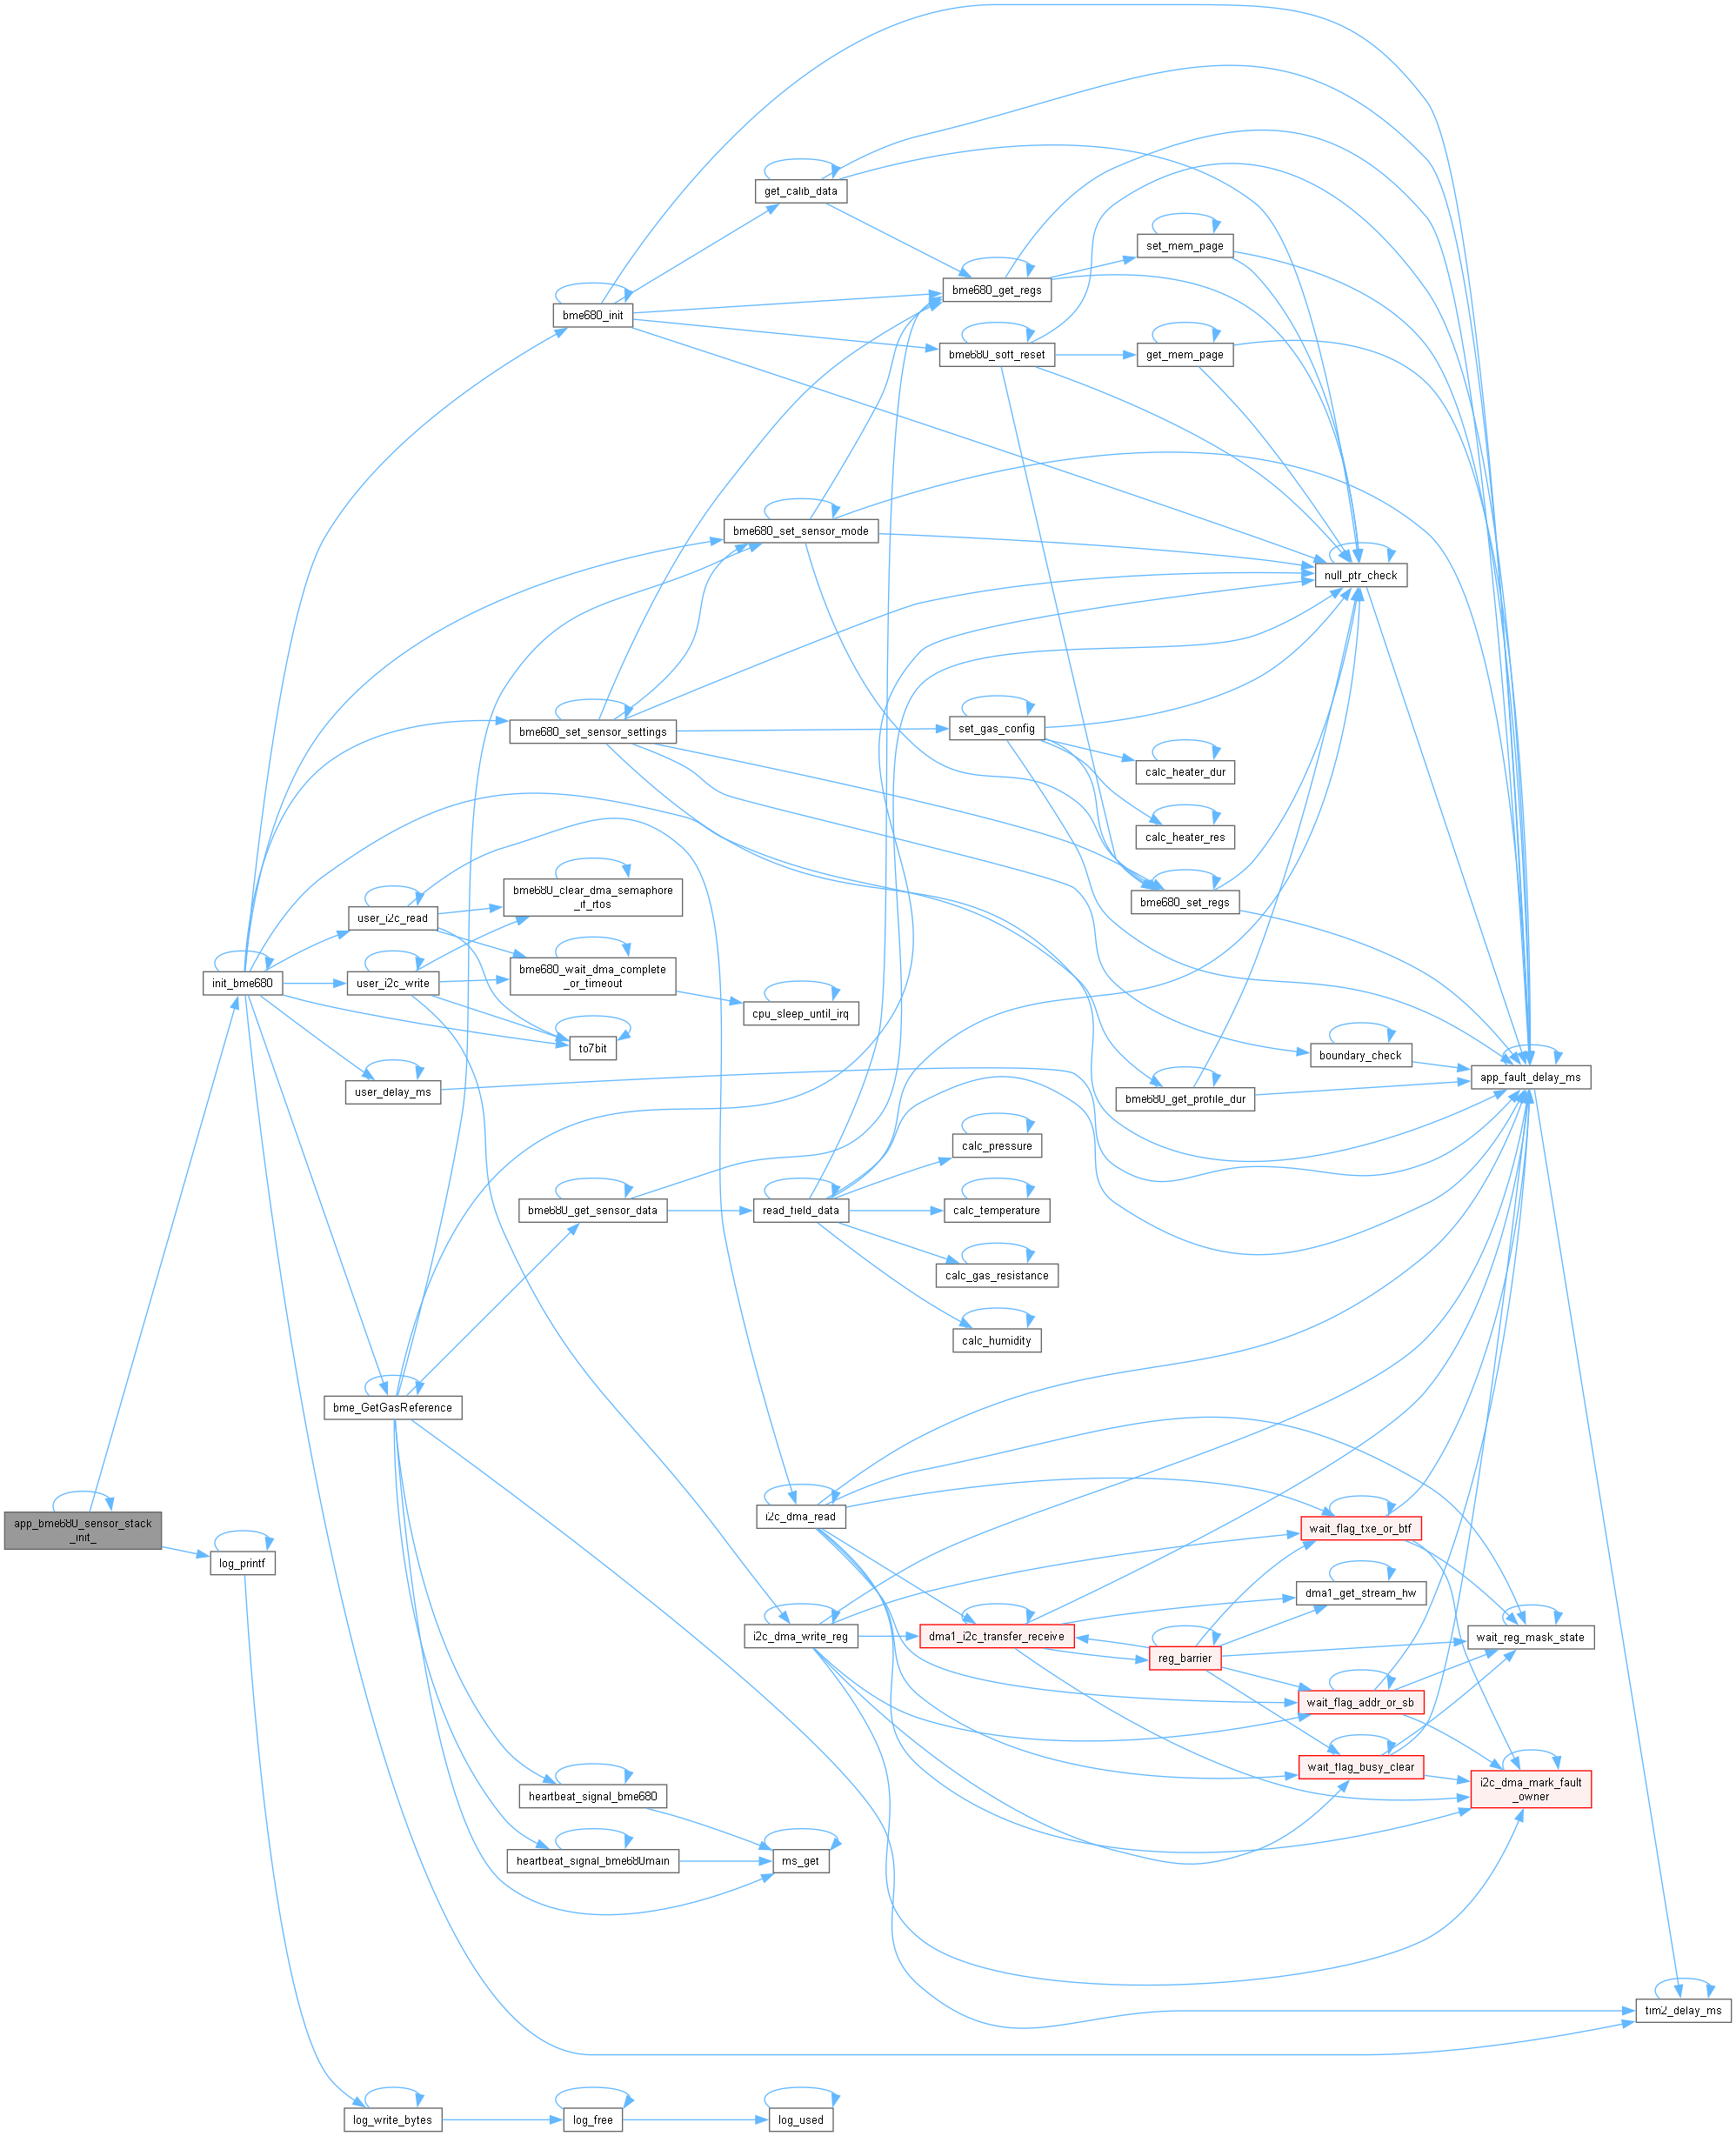 get_calib_data
set_mem_page
bme680_get_regs
bme680_init
bme680_soft_reset
get_mem_page
bme680_set_sensor_mode
null_ptr_check
bme680_set_sensor_settings
set_gas_config
calc_heater_dur
calc_heater_res
bme680_clear_dma_semaphore
_if_rtos
bme680_set_regs
user_i2c_read
bme680_wait_dma_complete
_or_timeout
init_bme680
user_i2c_write
cpu_sleep_until_irq
to7bit
boundary_check
app_fault_delay_ms
user_delay_ms
bme680_get_profile_dur
calc_pressure
bme680_get_sensor_data
read_field_data
calc_temperature
calc_gas_resistance
calc_humidity
bme_GetGasReference
i2c_dma_read
app_bme680_sensor_stack
_init_
wait_flag_txe_or_btf
log_printf
dma1_get_stream_hw
i2c_dma_write_reg
dma1_i2c_transfer_receive
wait_reg_mask_state
reg_barrier
wait_flag_addr_or_sb
wait_flag_busy_clear
i2c_dma_mark_fault
_owner
heartbeat_signal_bme680
heartbeat_signal_bme680main
ms_get
tim2_delay_ms
log_write_bytes
log_free
log_used